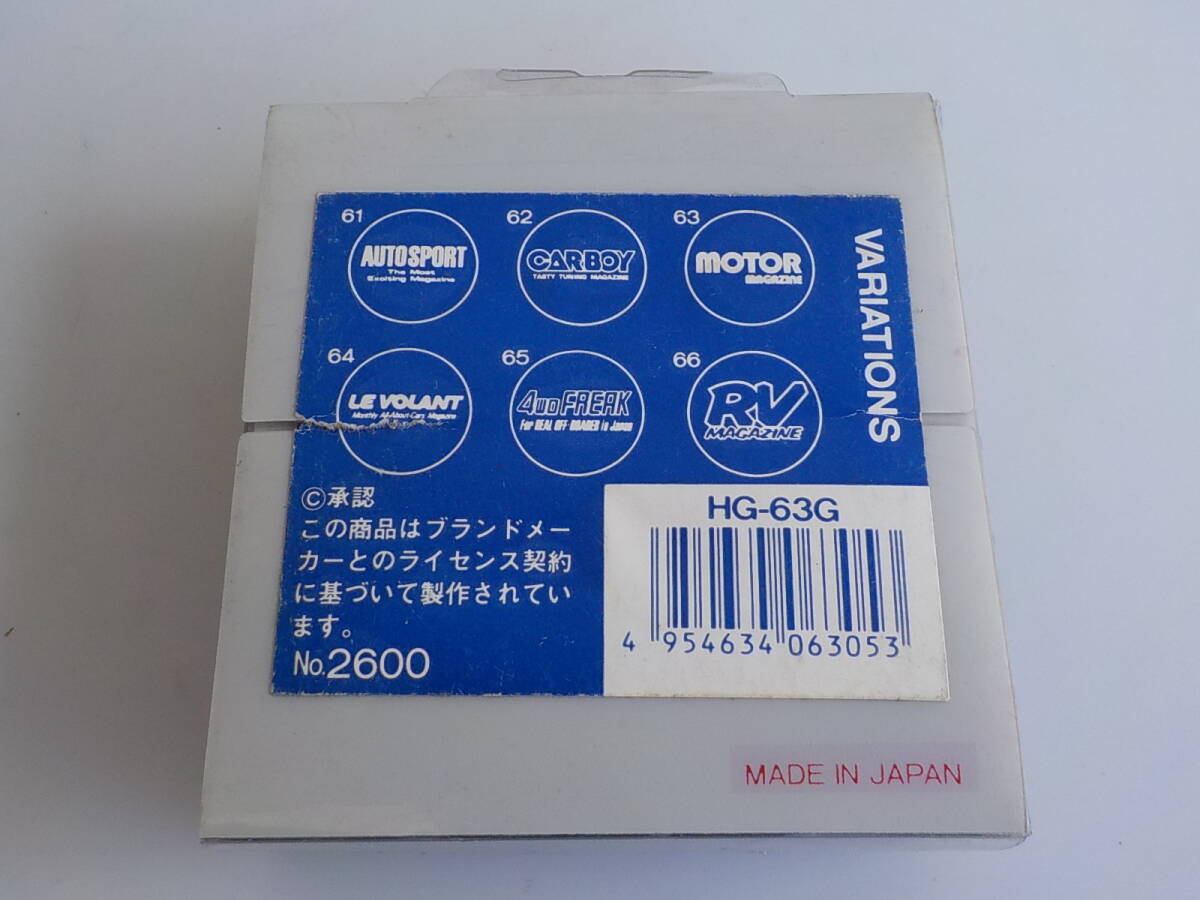 61
AUTOSPORT
The Most
Exciting Magazine
62
CARBOY
TASTY TUNING MAGAZINE
63
MOTOR
MAGAZINE
64
LE VOLANT
Monthly All-About-Cars Magazine
65
4WD FREAK
For REAL OFF-ROADER in Japan
66
RV
MAGAZINE
VARIATIONS
©承認
この商品はブランドメー
カーとのライセンス契約
に基づいて製作されてい
ます。
No.2600
HG-63G
4 954634 063053
MADE IN JAPAN